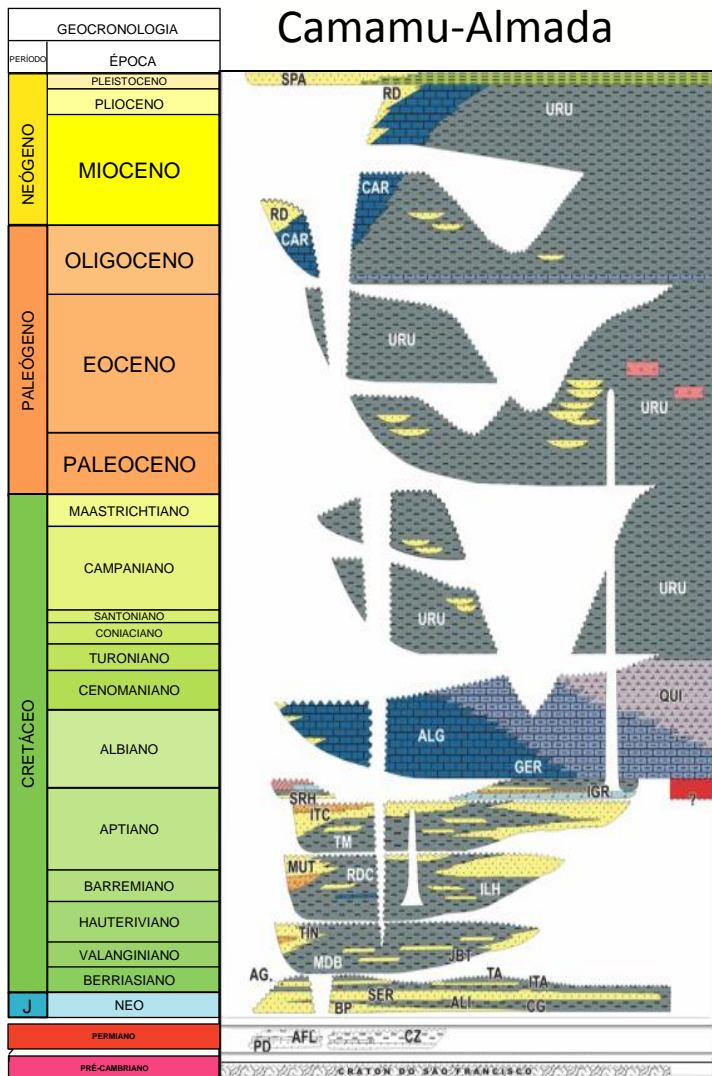 Camamu-Almada
GEOCRONOLOGIA
PERÍODO
ÉPOCA
NEÓGENO
PLEISTOCENO
PLIOCENO
MIOCENO
PALEÓGENO
OLIGOCENO
EOCENO
PALEOCENO
CRETÁCEO
MAASTRICHTIANO
CAMPANIANO
SANTONIANO
CONIACIANO
TURONIANO
CENOMANIANO
ALBIANO
APTIANO
BARREMIANO
HAUTERIVIANO
VALANGINIANO
BERRIASIANO
J
NEO
PERMIANO
PRÉ-CAMBRIANO
SPA
RD
URU
CAR
RD
CAR
URU
URU
URU
URU
QUI
ALG
GER
IGR
SRH
?
ITC
TM
MUT
RDC
ILH
TIN
MDB
JBT
AG.
TA
ITA
SER
ALI
BP
CG
AFL
CZ
PD
CRATON DO SÃO FRANCISCO